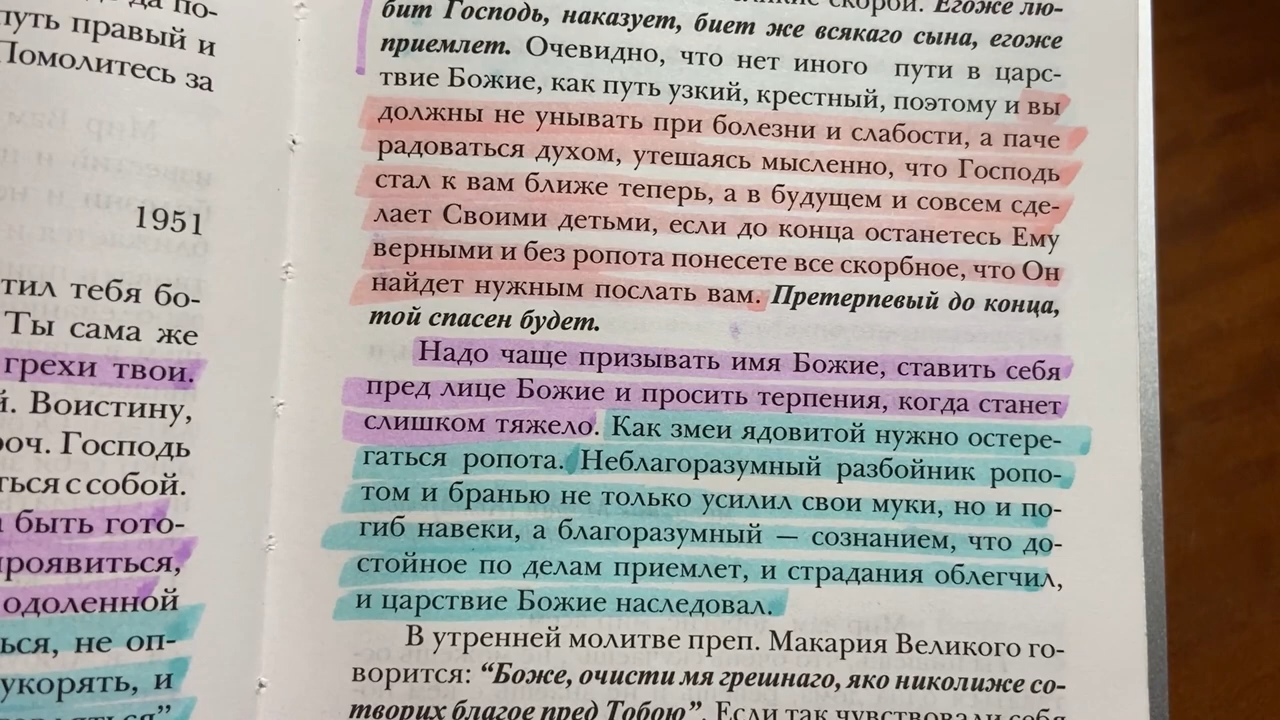 по-
путь правый и
Помолитесь за
1951
тил тебя бо-
Ты сама же
грехи твои.
Воистину,
Господь
ться с собой.
быть гото-
проявиться,
одоленной
ться, не оп-
укорять, и
скорой. Егоже лю-
бит Господь, наказует, биет же всякаго сына, егоже
приемлет. Очевидно, что нет иного пути в царс-
твие Божие, как путь узкий, крестный, поэтому и вы
должны не унывать при болезни и слабости, а паче
радоваться духом, утешаясь мысленно, что Господь
стал к вам ближе теперь, а в будущем и совсем сде-
лает Своими детьми, если до конца останетесь Ему
верными и без ропота понесете все скорбное, что Он
найдет нужным послать вам. Претерпевый до конца,
той спасен будет.
Надо чаще призывать имя Божие, ставить себя
пред лице Божие и просить терпения, когда станет
слишком тяжело. Как змеи ядовитой нужно остере-
гаться ропота. Неблагоразумный разбойник ропо-
том и бранью не только усилил свои муки, но и по-
гиб навеки, а благоразумный — сознанием, что до-
стойное по делам приемлет, и страдания облегчил,
и царствие Божие наследовал.
В утренней молитве преп. Макария Великого го-
ворится: “Боже, очисти мя грешнаго, яко николиже со-
творих благое пред Тобою”. Если так чувствовали себя